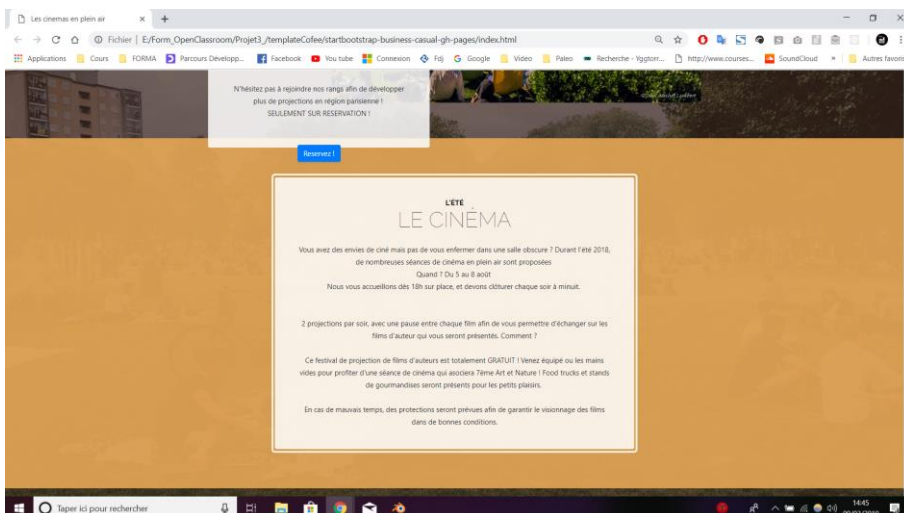 Les cinemas en plein air
Fichier | E:/Form_OpenClassroom/Projet3_/templateCofee/startbootstrap-business-casual-gh-pages/index.html
Applications Cours FORMA Parcours Développ... Facebook You tube Connexion Fdj Google Video Paleo Recherche - Yggtorr... http://www.courses... SoundCloud » Autres favoris
N'hésitez pas à rejoindre nos rangs afin de développer
plus de projections en région parisienne !
SEULEMENT SUR RESERVATION !
Reservez !
L'ÉTÉ
LE CINÉMA
Vous avez des envies de ciné mais pas de vous enfermer dans une salle obscure ? Durant l'été 2018,
de nombreuses séances de cinéma en plein air sont proposées
Quand ? Du 5 au 8 août
Nous vous accueillons dès 18h sur place, et devons clôturer chaque soir à minuit.
2 projections par soir, avec une pause entre chaque film afin de vous permettre d'échanger sur les
films d'auteur qui vous seront présentés. Comment ?
Ce festival de projection de films d'auteurs est totalement GRATUIT ! Venez équipé ou les mains
vides pour profiter d'une séance de cinéma qui asociera 7ème Art et Nature ! Food trucks et stands
de gourmandises seront présents pour les petits plaisirs.
En cas de mauvais temps, des protections seront prévues afin de garantir le visionnage des films
dans de bonnes conditions.
Taper ici pour rechercher
14:45